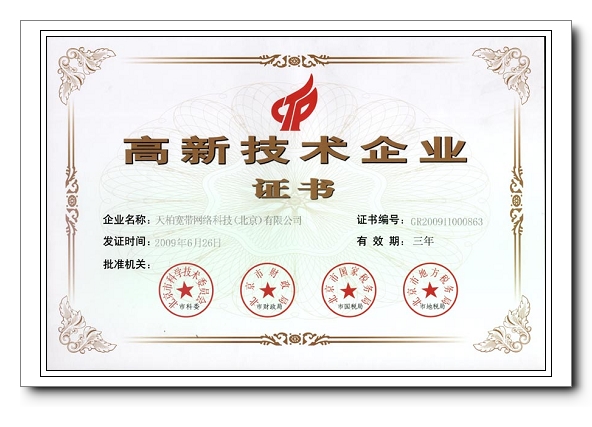 高新技术企业
证书
企业名称：天柏宽带网络科技(北京)有限公司
证书编号：GR200911000863
发证时间：2009年6月26日
有 效 期：三年
批准机关：
北京市科学技术委员会
市科委
北京市财政局
市财政局
北京市国家税务局
市国税局
北京市地方税务局
市地税局